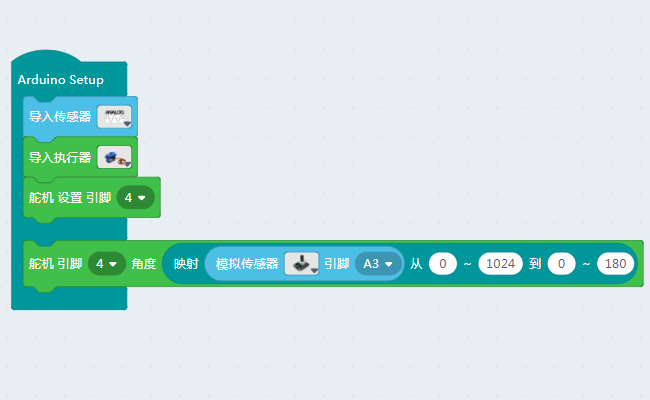 Arduino Setup
导入传感器 ANALOG
导入执行器
舵机 设置 引脚 4
舵机 引脚 4 角度 映射 模拟传感器 引脚 A3 从 0 ~ 1024 到 0 ~ 180